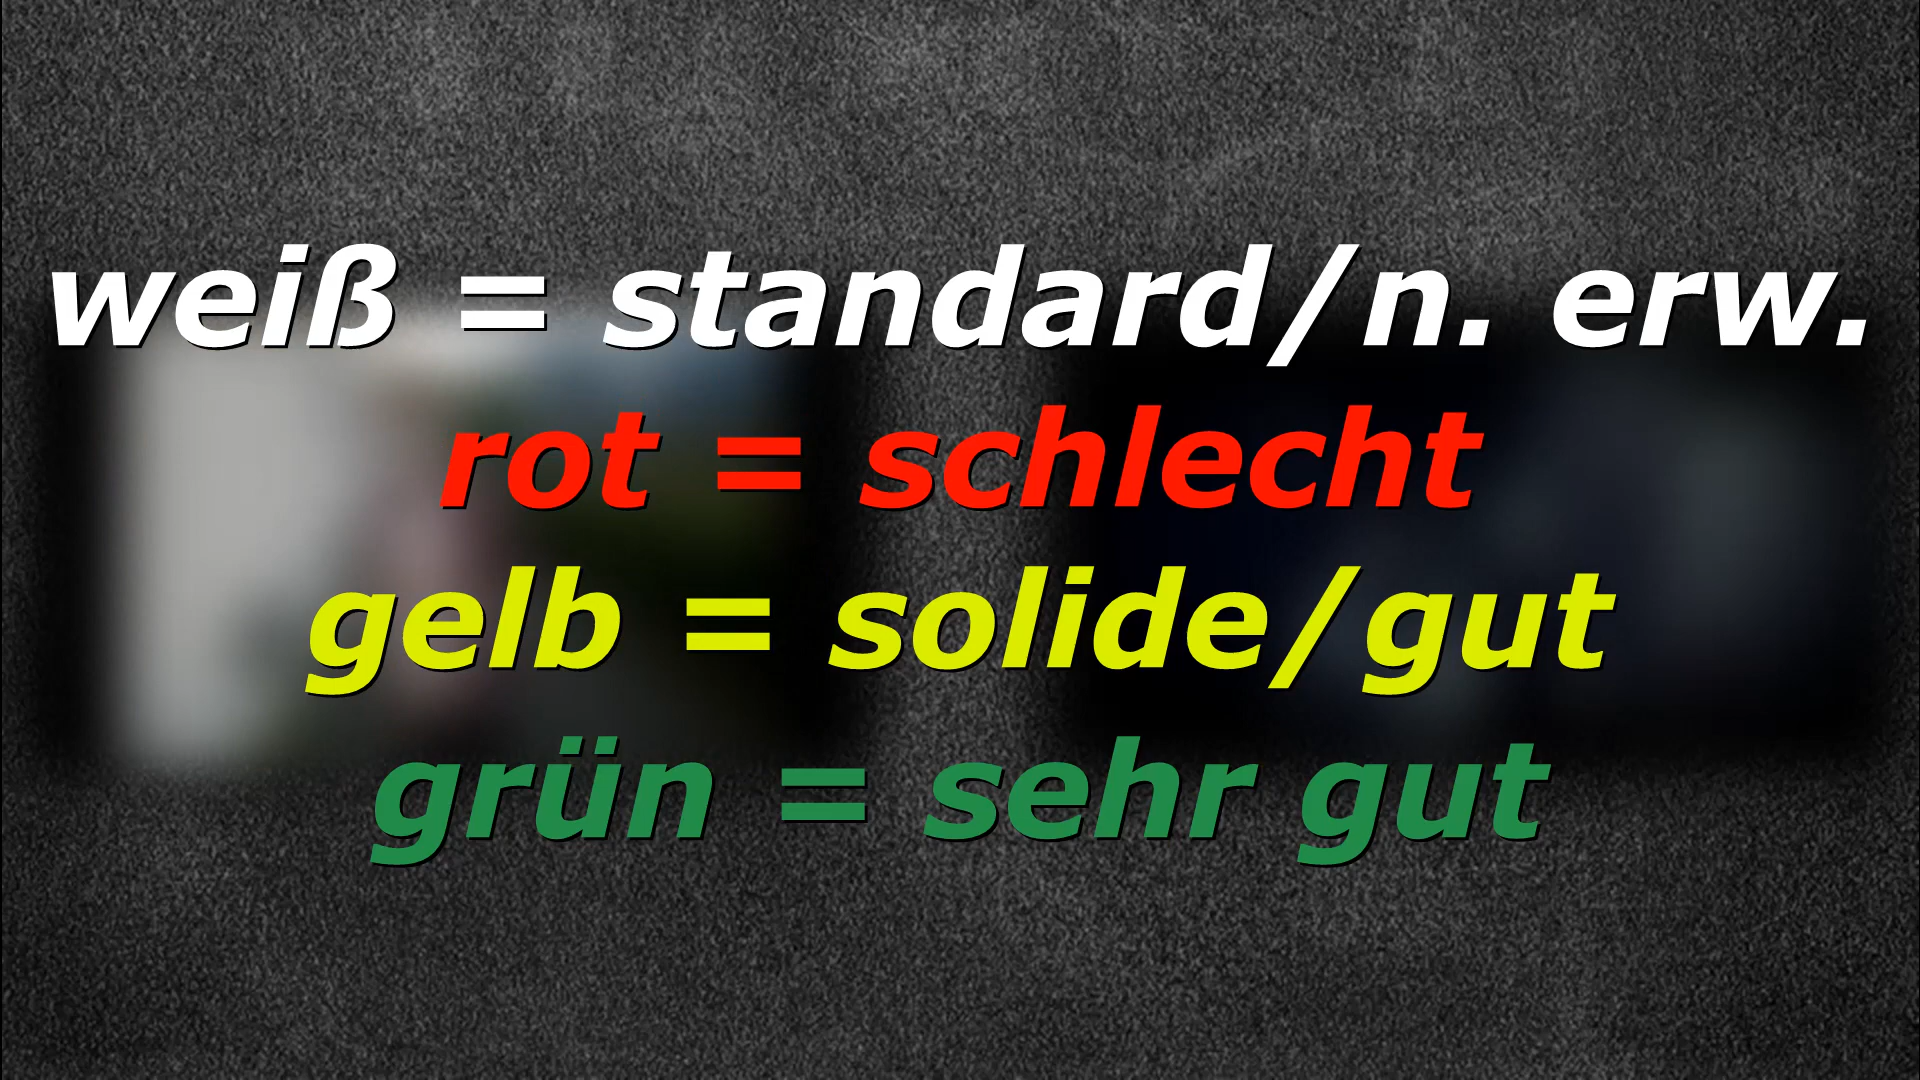 weiß = standard/n. erw.
rot = schlecht
gelb = solide/gut
grün = sehr gut